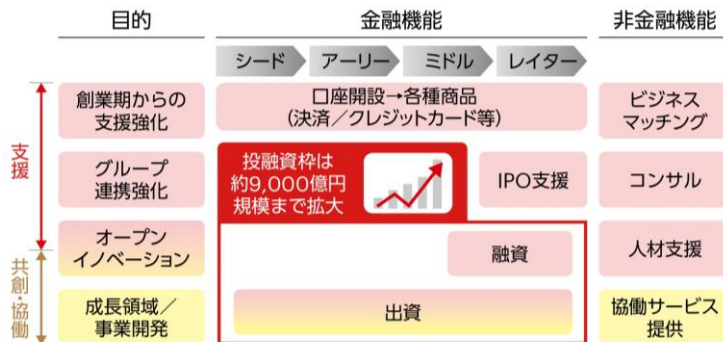 目的
金融機能
非金融機能
シード
アーリー
ミドル
レイター
支援
共創・協働
創業期からの
支援強化
口座開設→各種商品
(決済／クレジットカード等)
ビジネス
マッチング
グループ
連携強化
投融資枠は
約9,000億円
規模まで拡大
IPO支援
コンサル
オープン
イノベーション
融資
人材支援
成長領域／
事業開発
出資
協働サービス
提供